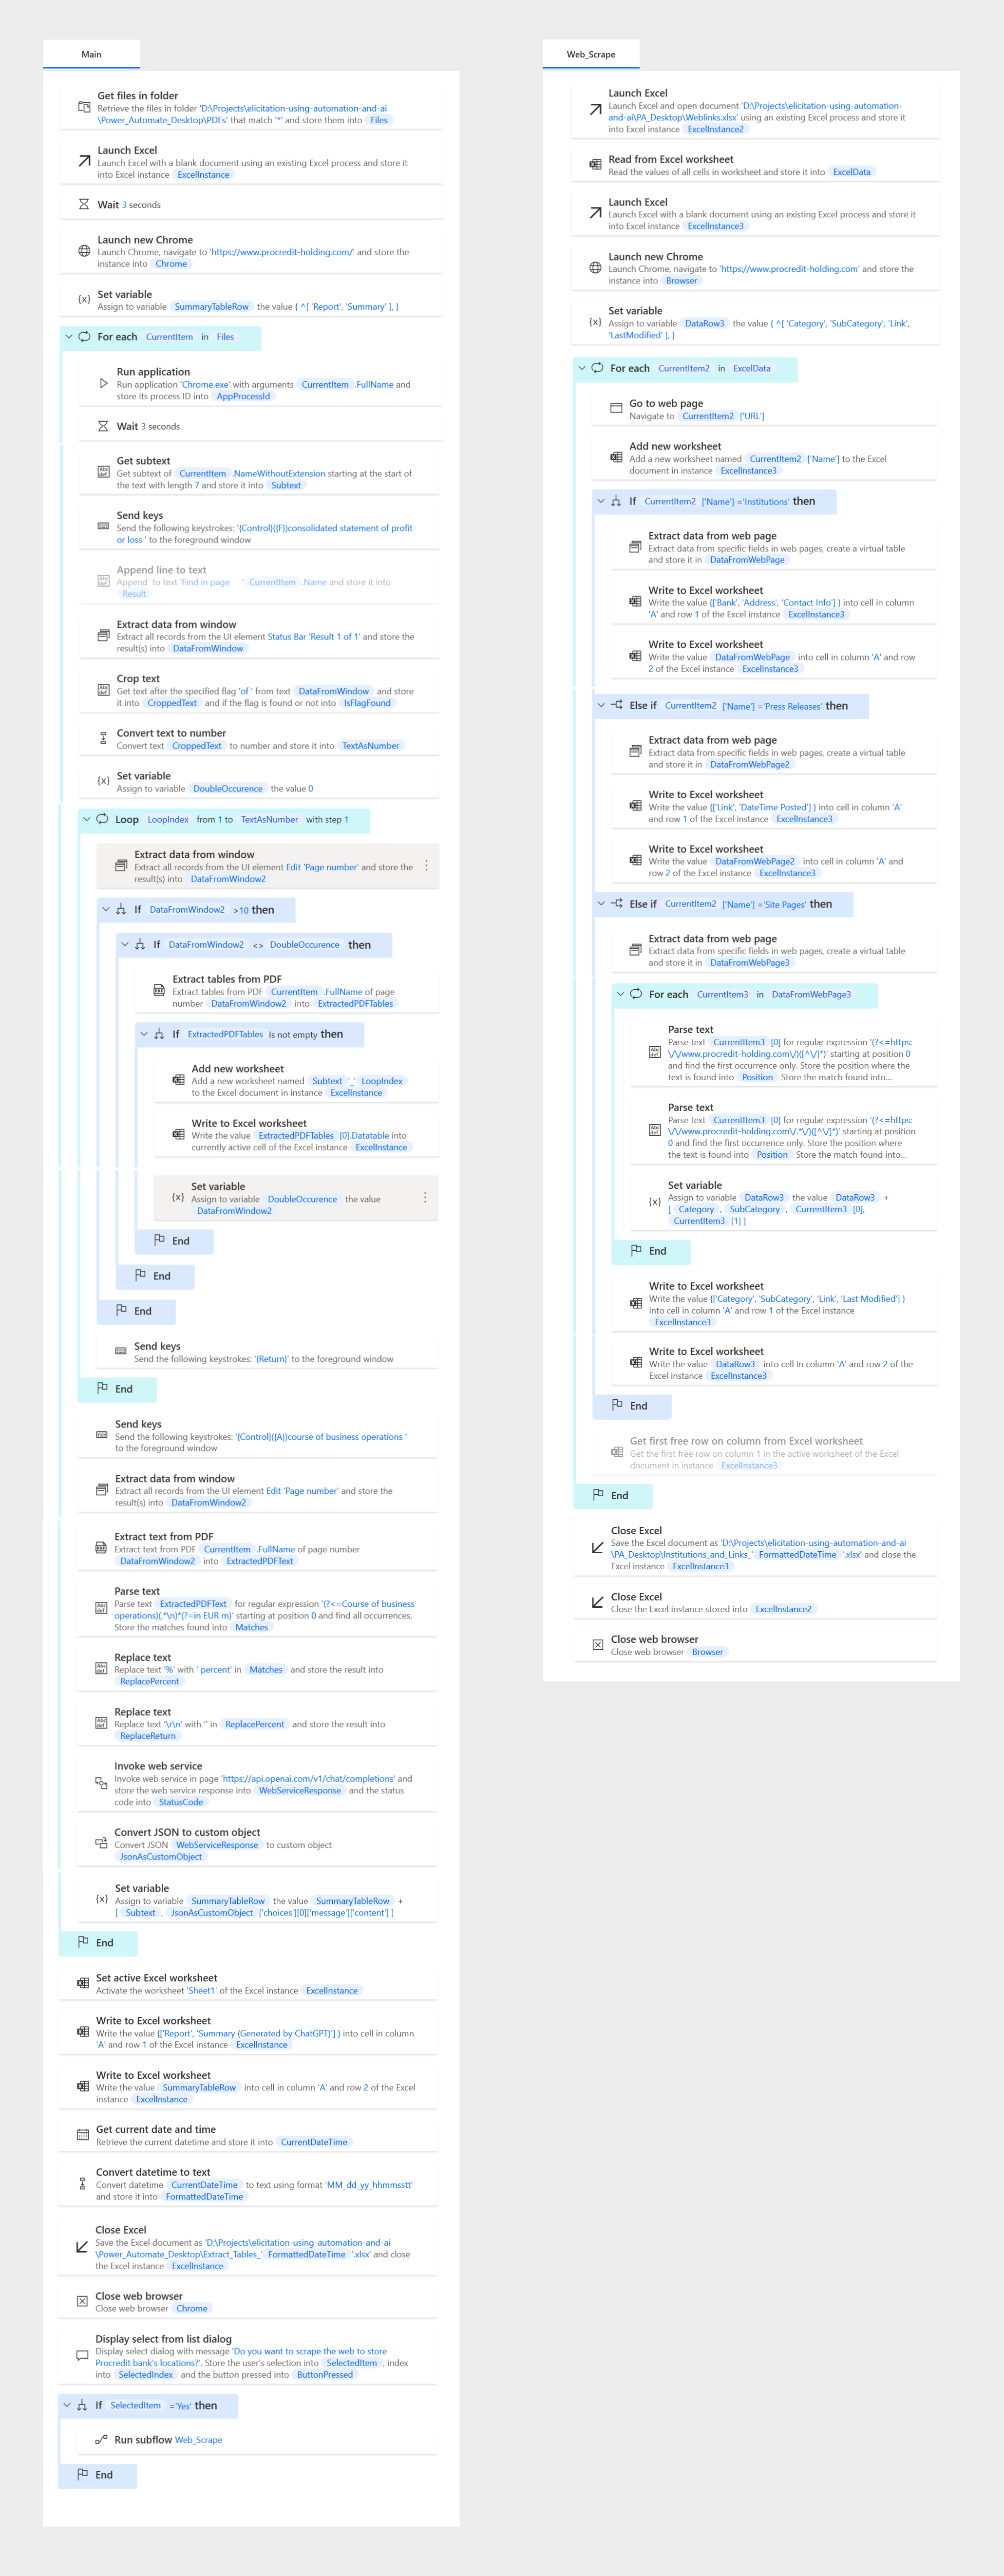 Main
Get files in folder
Retrieve the files in folder 'D:\Projects\elicitation-using-automation-and-ai
\Power_Automate_Desktop\PDFs' that match '*' and store them into Files
Launch Excel
Launch Excel with a blank document using an existing Excel process and store it
into Excel instance ExcelInstance
Wait 3 seconds
Launch new Chrome
Launch Chrome, navigate to 'https://www.procredit-holding.com/' and store the
instance into Chrome
Set variable
Assign to variable SummaryTableRow the value { ^[ 'Report', 'Summary' ], }
For each CurrentItem in Files
Run application
Run application 'Chrome.exe' with arguments CurrentItem .FullName and
store its process ID into AppProcessId
Wait 3 seconds
Get subtext
Get subtext of CurrentItem .NameWithoutExtension starting at the start of
the text with length 7 and store it into Subtext
Send keys
Send the following keystrokes: '{Control}({F})consolidated statement of profit
or loss ' to the foreground window
Append line to text
Append to text 'Find in page ' CurrentItem .Name and store it into
Result
Extract data from window
Extract all records from the UI element Status Bar 'Result 1 of 1' and store the
result(s) into DataFromWindow
Crop text
Get text after the specified flag 'of ' from text DataFromWindow and store
it into CroppedText and if the flag is found or not into IsFlagFound
Convert text to number
Convert text CroppedText to number and store it into TextAsNumber
Set variable
Assign to variable DoubleOccurence the value 0
Loop LoopIndex from 1 to TextAsNumber with step 1
Extract data from window
Extract all records from the UI element Edit 'Page number' and store the
result(s) into DataFromWindow2
If DataFromWindow2 >10 then
If DataFromWindow2 <> DoubleOccurence then
Extract tables from PDF
Extract tables from PDF CurrentItem .FullName of page
number DataFromWindow2 into ExtractedPDFTables
If ExtractedPDFTables Is not empty then
Add new worksheet
Add a new worksheet named Subtext '_' LoopIndex
to the Excel document in instance ExcelInstance
Write to Excel worksheet
Write the value ExtractedPDFTables [0].Datatable into
currently active cell of the Excel instance ExcelInstance
Set variable
Assign to variable DoubleOccurence the value
DataFromWindow2
End
End
End
Send keys
Send the following keystrokes: '{Return}' to the foreground window
End
Send keys
Send the following keystrokes: '{Control}({A})course of business operations '
to the foreground window
Extract data from window
Extract all records from the UI element Edit 'Page number' and store the
result(s) into DataFromWindow2
Extract text from PDF
Extract text from PDF CurrentItem .FullName of page number
DataFromWindow2 into ExtractedPDFText
Parse text
Parse text ExtractedPDFText for regular expression '(?<=Course of business
operations)(.*\n)*(?=in EUR m)' starting at position 0 and find all occurrences.
Store the matches found into Matches
Replace text
Replace text '%' with ' percent' in Matches and store the result into
ReplacePercent
Replace text
Replace text '\r\n' with '' in ReplacePercent and store the result into
ReplaceReturn
Invoke web service
Invoke web service in page 'https://api.openai.com/v1/chat/completions' and
store the web service response into WebServiceResponse and the status
code into StatusCode
Convert JSON to custom object
Convert JSON WebServiceResponse to custom object
JsonAsCustomObject
Set variable
Assign to variable SummaryTableRow the value SummaryTableRow +
[ Subtext , JsonAsCustomObject ['choices'][0]['message']['content'] ]
End
Set active Excel worksheet
Activate the worksheet 'Sheet1' of the Excel instance ExcelInstance
Write to Excel worksheet
Write the value {['Report', 'Summary (Generated by ChatGPT)'] } into cell in column
'A' and row 1 of the Excel instance ExcelInstance
Write to Excel worksheet
Write the value SummaryTableRow into cell in column 'A' and row 2 of the Excel
instance ExcelInstance
Get current date and time
Retrieve the current datetime and store it into CurrentDateTime
Convert datetime to text
Convert datetime CurrentDateTime to text using format 'MM_dd_yy_hhmmsstt'
and store it into FormattedDateTime
Close Excel
Save the Excel document as 'D:\Projects\elicitation-using-automation-and-ai
\Power_Automate_Desktop\Extract_Tables_' FormattedDateTime '.xlsx' and close
the Excel instance ExcelInstance
Close web browser
Close web browser Chrome
Display select from list dialog
Display select dialog with message 'Do you want to scrape the web to store
Procredit bank's locations?'. Store the user's selection into SelectedItem , index
into SelectedIndex and the button pressed into ButtonPressed
If SelectedItem ='Yes' then
Run subflow Web_Scrape
End
Web_Scrape
Launch Excel
Launch Excel and open document 'D:\Projects\elicitation-using-automation-
and-ai\PA_Desktop\Weblinks.xlsx' using an existing Excel process and store it
into Excel instance ExcelInstance2
Read from Excel worksheet
Read the values of all cells in worksheet and store it into ExcelData
Launch Excel
Launch Excel with a blank document using an existing Excel process and store it
into Excel instance ExcelInstance3
Launch new Chrome
Launch Chrome, navigate to 'https://www.procredit-holding.com' and store the
instance into Browser
Set variable
Assign to variable DataRow3 the value { ^[ 'Category', 'SubCategory', 'Link',
'LastModified' ], }
For each CurrentItem2 in ExcelData
Go to web page
Navigate to CurrentItem2 ['URL']
Add new worksheet
Add a new worksheet named CurrentItem2 ['Name'] to the Excel
document in instance ExcelInstance3
If CurrentItem2 ['Name'] ='Institutions' then
Extract data from web page
Extract data from specific fields in web pages, create a virtual table
and store it in DataFromWebPage
Write to Excel worksheet
Write the value {['Bank', 'Address', 'Contact Info'] } into cell in column
'A' and row 1 of the Excel instance ExcelInstance3
Write to Excel worksheet
Write the value DataFromWebPage into cell in column 'A' and row
2 of the Excel instance ExcelInstance3
Else if CurrentItem2 ['Name'] ='Press Releases' then
Extract data from web page
Extract data from specific fields in web pages, create a virtual table
and store it in DataFromWebPage2
Write to Excel worksheet
Write the value {['Link', 'DateTime Posted'] } into cell in column 'A'
and row 1 of the Excel instance ExcelInstance3
Write to Excel worksheet
Write the value DataFromWebPage2 into cell in column 'A' and
row 2 of the Excel instance ExcelInstance3
Else if CurrentItem2 ['Name'] ='Site Pages' then
Extract data from web page
Extract data from specific fields in web pages, create a virtual table
and store it in DataFromWebPage3
For each CurrentItem3 in DataFromWebPage3
Parse text
Parse text CurrentItem3 [0] for regular expression '(?<=https:
\/\/www.procredit-holding.com\/)([^\/]*)' starting at position 0
and find the first occurrence only. Store the position where the
text is found into Position Store the match found into...
Parse text
Parse text CurrentItem3 [0] for regular expression '(?<=https:
\/\/www.procredit-holding.com\/.*\/)([^\/]*)' starting at position
0 and find the first occurrence only. Store the position where
the text is found into Position Store the match found into...
Set variable
Assign to variable DataRow3 the value DataRow3 +
[ Category , SubCategory , CurrentItem3 [0],
CurrentItem3 [1] ]
End
Write to Excel worksheet
Write the value {['Category', 'SubCategory', 'Link', 'Last Modified'] }
into cell in column 'A' and row 1 of the Excel instance
ExcelInstance3
Write to Excel worksheet
Write the value DataRow3 into cell in column 'A' and row 2 of the
Excel instance ExcelInstance3
End
Get first free row on column from Excel worksheet
Get the first free row on column 1 in the active worksheet of the Excel
document in instance ExcelInstance3
End
Close Excel
Save the Excel document as 'D:\Projects\elicitation-using-automation-and-ai
\PA_Desktop\Institutions_and_Links_' FormattedDateTime '.xlsx' and close the
Excel instance ExcelInstance3
Close Excel
Close the Excel instance stored into ExcelInstance2
Close web browser
Close web browser Browser